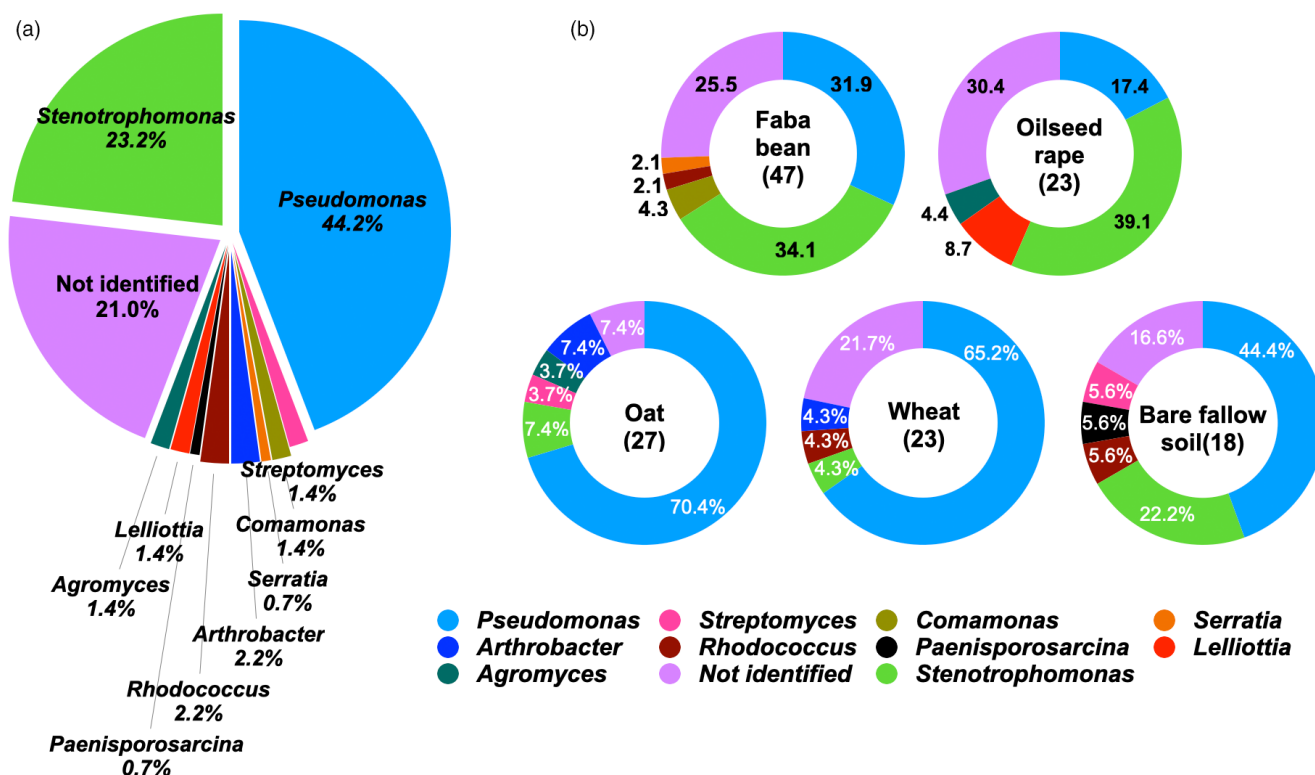 (a)
Stenotrophomonas
23.2%
Pseudomonas
44.2%
Not identified
21.0%
Streptomyces
1.4%
Comamonas
1.4%
Serratia
0.7%
Arthrobacter
2.2%
Rhodococcus
2.2%
Paenisporosarcina
0.7%
Lelliottia
1.4%
Agromyces
1.4%
(b)
25.5
31.9
2.1
2.1
4.3
34.1
Faba
bean
(47)
30.4
17.4
4.4
8.7
39.1
Oilseed
rape
(23)
7.4%
7.4%
3.7%
3.7%
7.4%
70.4%
Oat
(27)
21.7%
65.2%
4.3%
4.3%
4.3%
Wheat
(23)
16.6%
44.4%
5.6%
5.6%
5.6%
22.2%
Bare fallow
soil(18)
Pseudomonas Streptomyces Comamonas Serratia
Arthrobacter Rhodococcus Paenisporosarcina Lelliottia
Agromyces Not identified Stenotrophomonas